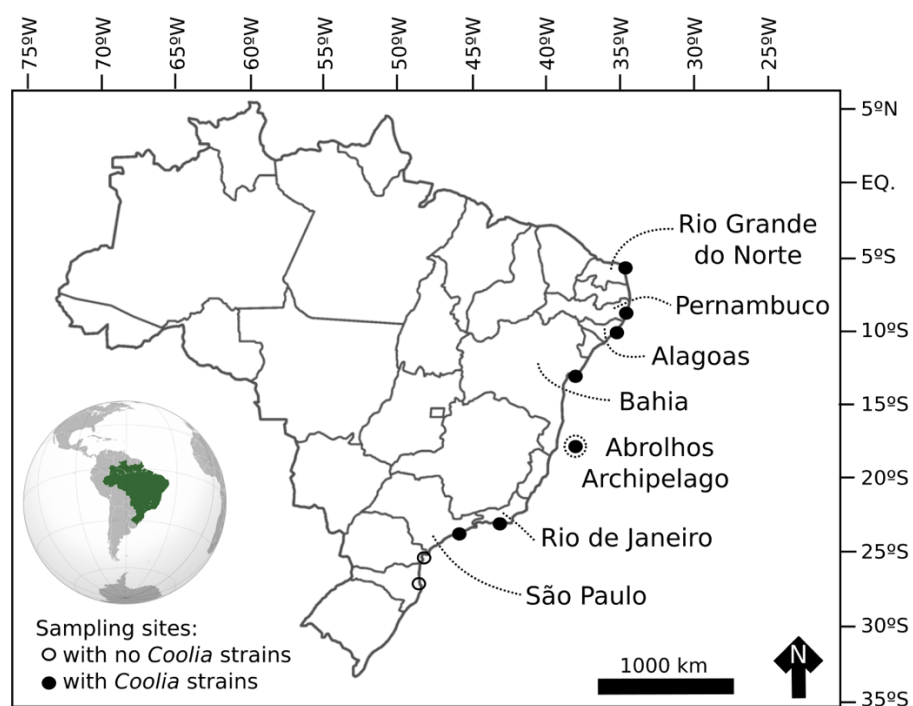 75ºW
70ºW
65ºW
60ºW
55ºW
50ºW
45ºW
40ºW
35ºW
30ºW
25ºW
5ºN
EQ.
5ºS
10ºS
15ºS
20ºS
25ºS
30ºS
35ºS
Rio Grande
do Norte
Pernambuco
Alagoas
Bahia
Abrolhos
Archipelago
Rio de Janeiro
São Paulo
Sampling sites:
with no Coolia strains
with Coolia strains
1000 km
N